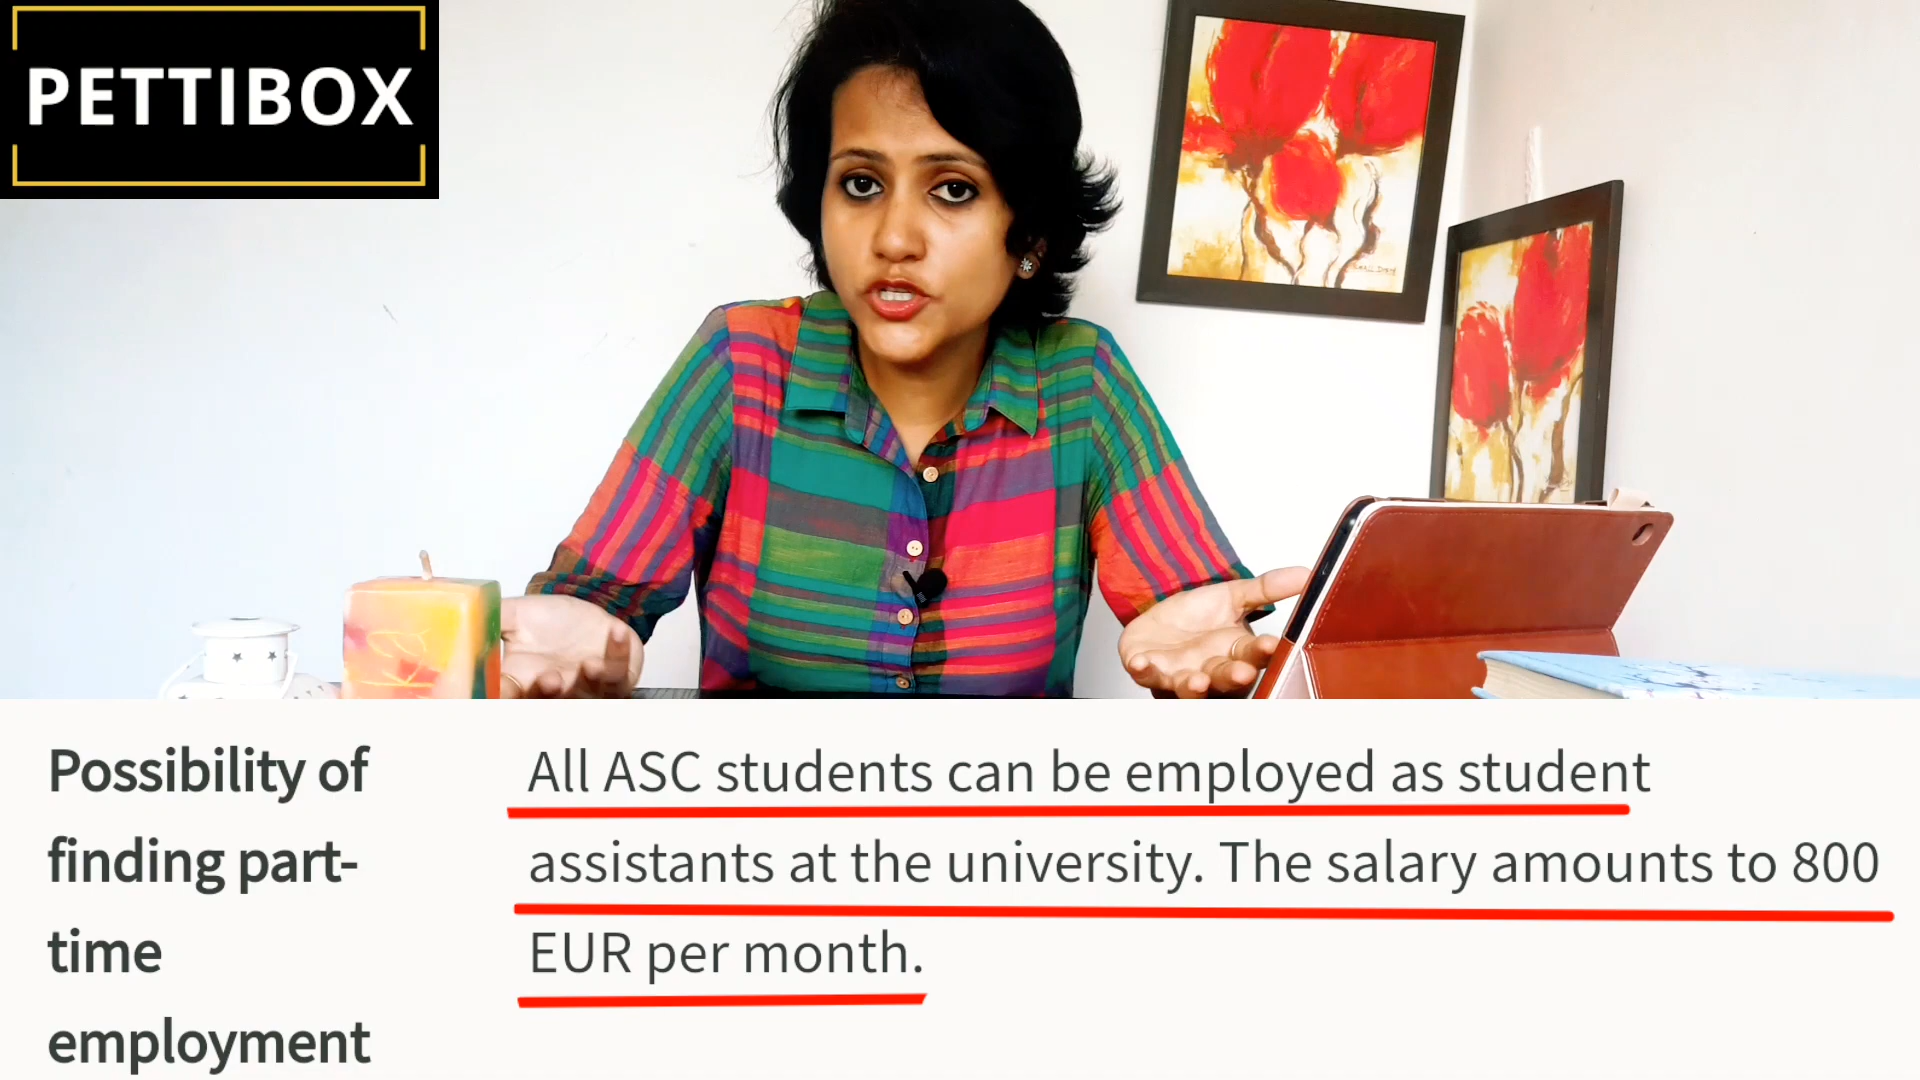 PETTIBOX
Possibility of
finding part-
time
employment
All ASC students can be employed as student
assistants at the university. The salary amounts to 800
EUR per month.